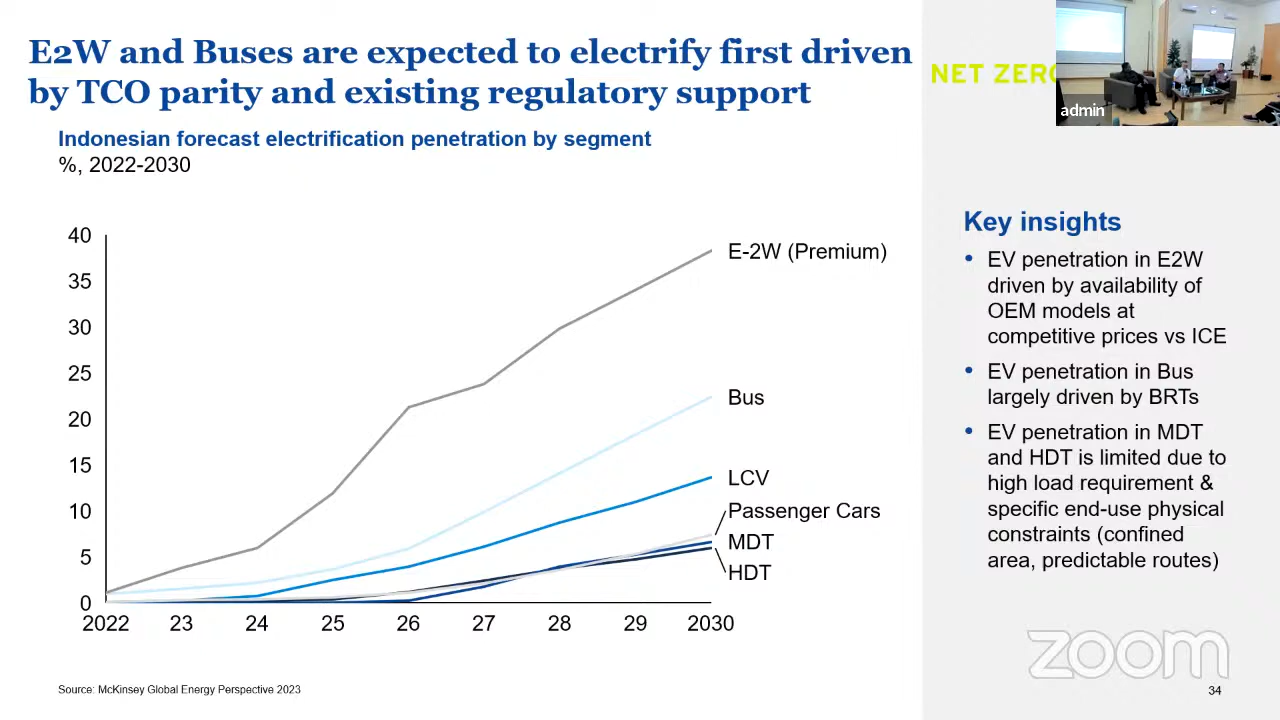 E2W and Buses are expected to electrify first driven
by TCO parity and existing regulatory support
NET ZERO
admin
Indonesian forecast electrification penetration by segment
%, 2022-2030
40
35
30
25
20
15
10
5
0
2022 23 24 25 26 27 28 29 2030
E-2W (Premium)
Bus
LCV
Passenger Cars
MDT
HDT
Key insights
• EV penetration in E2W
driven by availability of
OEM models at
competitive prices vs ICE
• EV penetration in Bus
largely driven by BRTs
• EV penetration in MDT
and HDT is limited due to
high load requirement &
specific end-use physical
constraints (confined
area, predictable routes)
zoom
Source: McKinsey Global Energy Perspective 2023
34